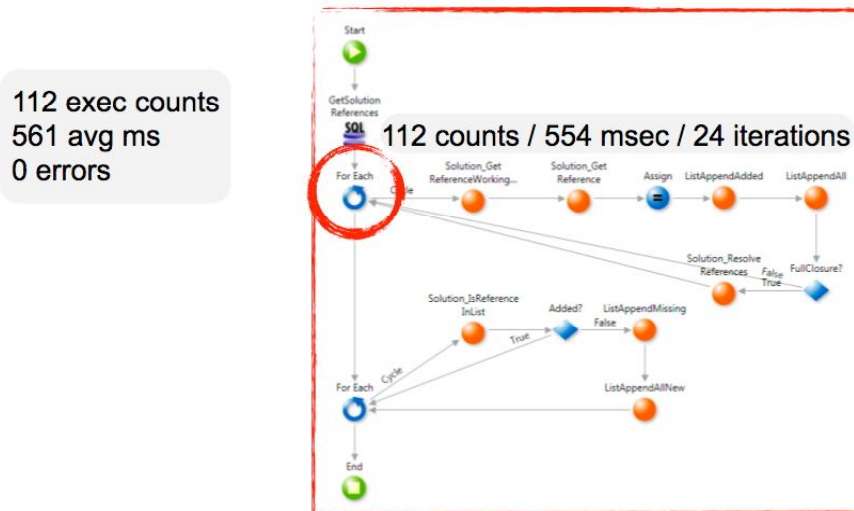 112 exec counts
561 avg ms
0 errors
Start
GetSolution
References
SQL
112 counts / 554 msec / 24 iterations
For Each
Cycle
Solution_Get
ReferenceWorking...
Solution_Get
Reference
Assign
=
ListAppendAdded
ListAppendAll
Solution_Resolve
References
False
True
FullClosure?
Solution_IsReference
InList
Added?
ListAppendMissing
False
True
Cycle
For Each
ListAppendAllNew
End